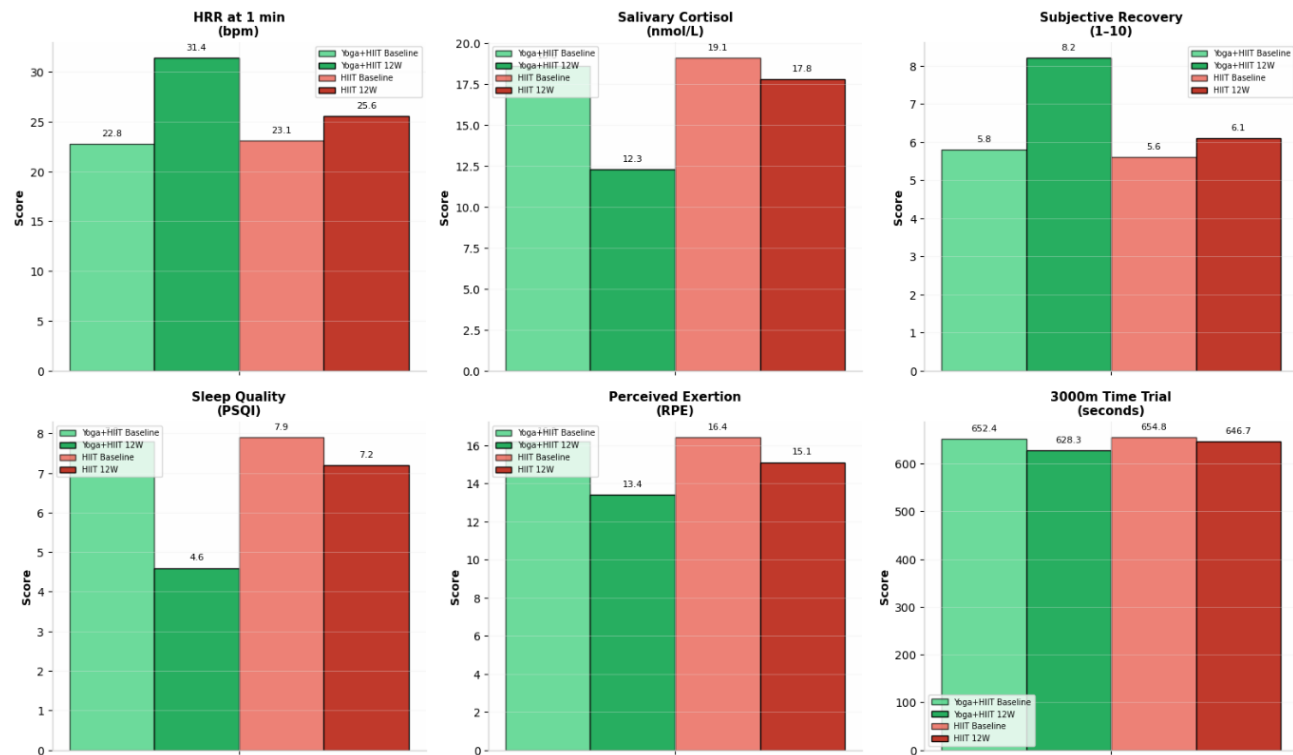 HRR at 1 min
(bpm)
Score
30
25
20
15
10
5
0
22.8
31.4
23.1
25.6
Yoga+HIIT Baseline
Yoga+HIIT 12W
HIIT Baseline
HIIT 12W
Salivary Cortisol
(nmol/L)
Score
20.0
17.5
15.0
12.5
10.0
7.5
5.0
2.5
0.0
12.3
19.1
17.8
Yoga+HIIT Baseline
Yoga+HIIT 12W
HIIT Baseline
HIIT 12W
Subjective Recovery
(1–10)
Score
8
7
6
5
4
3
2
1
0
5.8
8.2
5.6
6.1
Yoga+HIIT Baseline
Yoga+HIIT 12W
HIIT Baseline
HIIT 12W
Sleep Quality
(PSQI)
Score
8
7
6
5
4
3
2
1
0
4.6
7.9
7.2
Yoga+HIIT Baseline
Yoga+HIIT 12W
HIIT Baseline
HIIT 12W
Perceived Exertion
(RPE)
Score
16
14
12
10
8
6
4
2
0
13.4
16.4
15.1
Yoga+HIIT Baseline
Yoga+HIIT 12W
HIIT Baseline
HIIT 12W
3000m Time Trial
(seconds)
Score
600
500
400
300
200
100
0
652.4
628.3
654.8
646.7
Yoga+HIIT Baseline
Yoga+HIIT 12W
HIIT Baseline
HIIT 12W